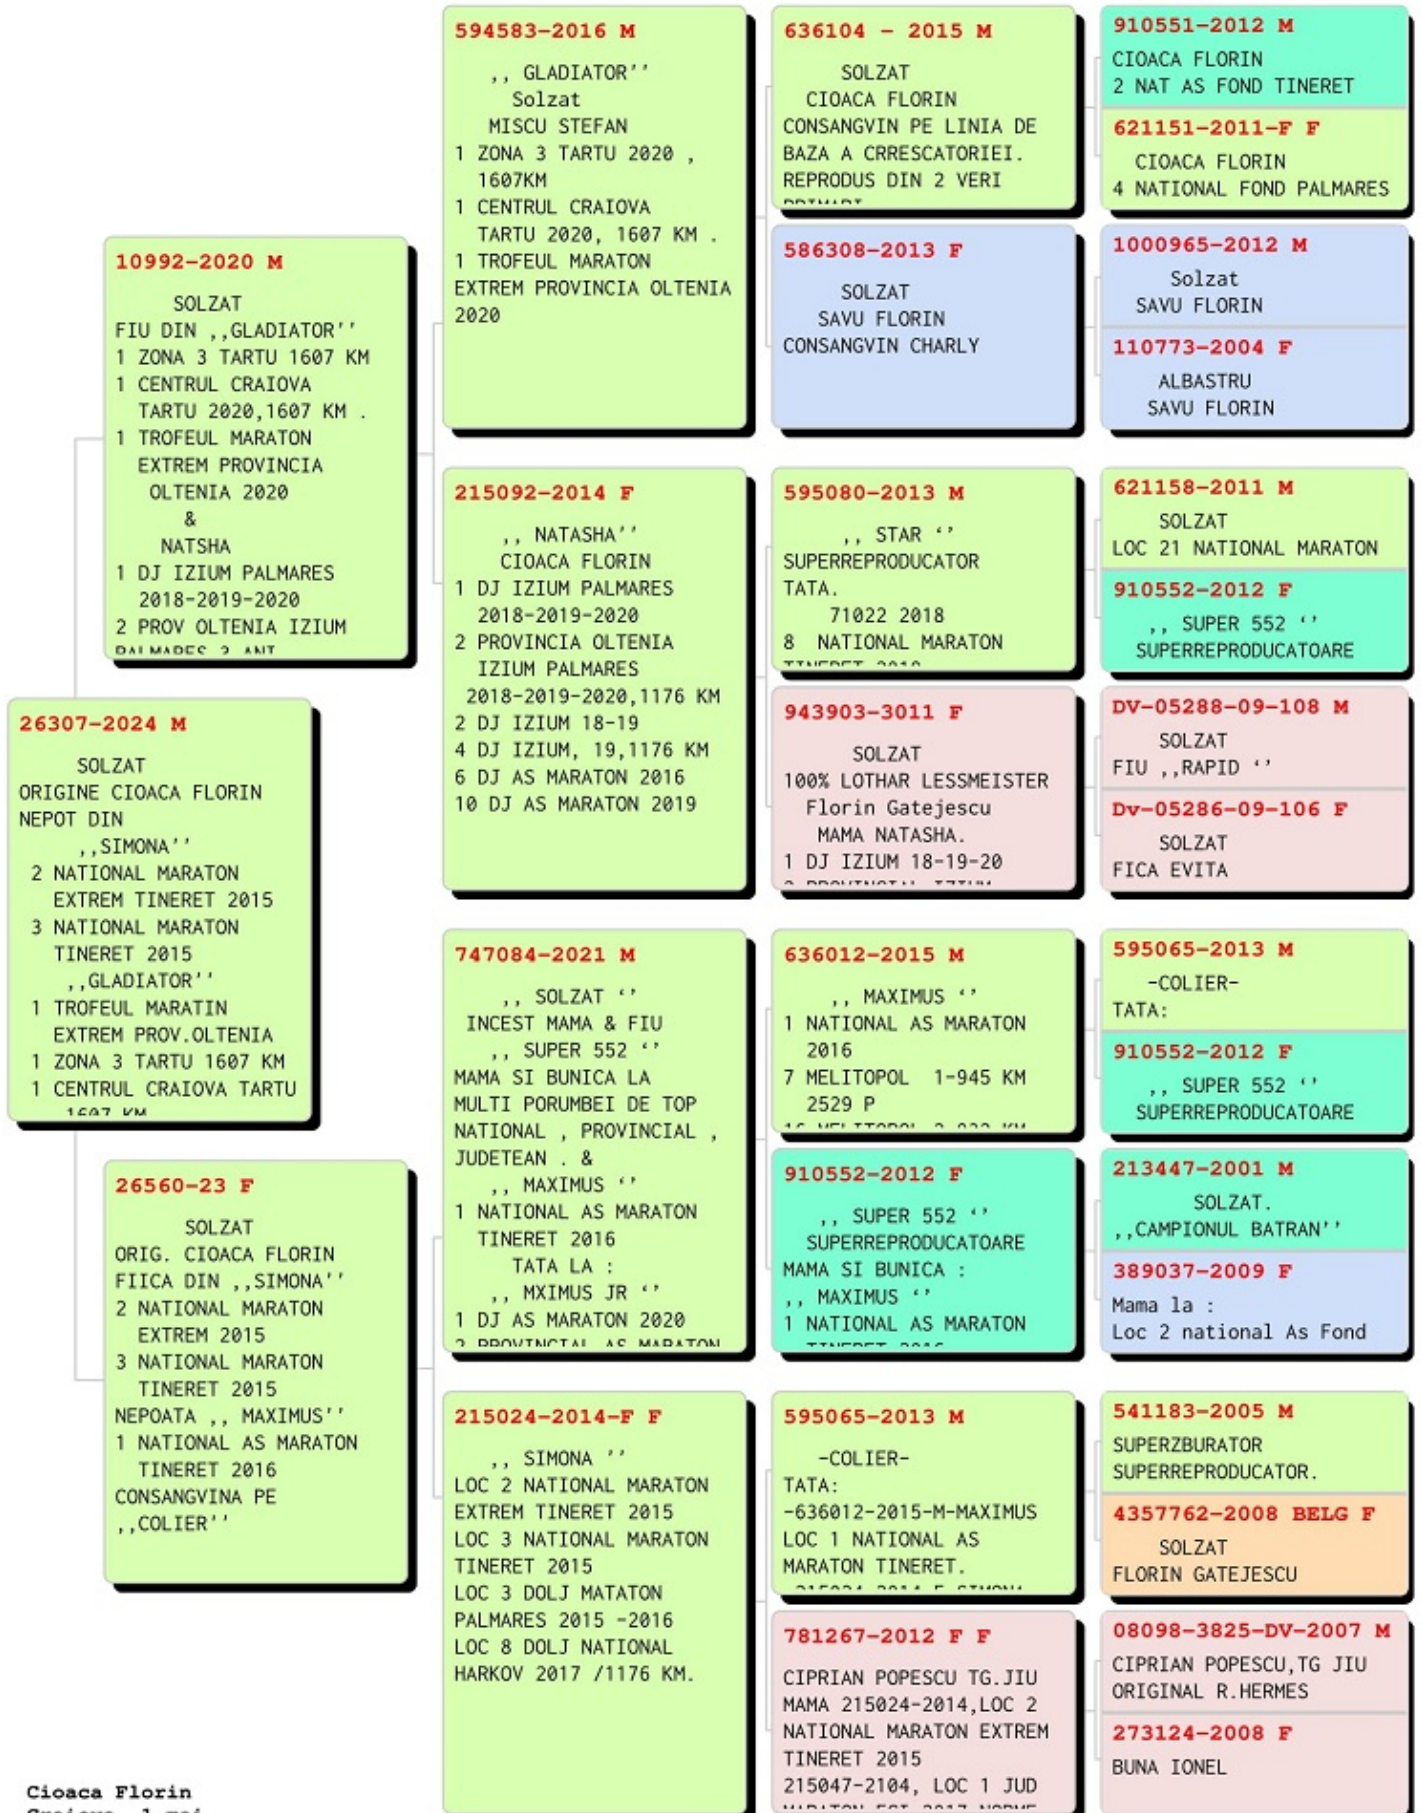 594583-2016 M
,, GLADIATOR''
Solzat
MISCU STEFAN
1 ZONA 3 TARTU 2020 ,
1607KM
1 CENTRUL CRAIOVA
TARTU 2020, 1607 KM .
1 TROFEUL MARATON
EXTREM PROVINCIA OLTENIA
2020
636104 - 2015 M
SOLZAT
CIOACA FLORIN
CONSANGVIN PE LINIA DE
BAZA A CRRESCATORIEI.
REPRODUS DIN 2 VERI
PRIMARI
910551-2012 M
CIOACA FLORIN
2 NAT AS FOND TINERET
621151-2011-F F
CIOACA FLORIN
4 NATIONAL FOND PALMARES
586308-2013 F
SOLZAT
SAVU FLORIN
CONSANGVIN CHARLY
1000965-2012 M
Solzat
SAVU FLORIN
110773-2004 F
ALBASTRU
SAVU FLORIN
10992-2020 M
SOLZAT
FIU DIN ,,GLADIATOR''
1 ZONA 3 TARTU 1607 KM
1 CENTRUL CRAIOVA
TARTU 2020,1607 KM .
1 TROFEUL MARATON
EXTREM PROVINCIA
OLTENIA 2020
&
NATSHA
1 DJ IZIUM PALMARES
2018-2019-2020
2 PROV OLTENIA IZIUM
PALMARES 3 ANI
215092-2014 F
,, NATASHA''
CIOACA FLORIN
1 DJ IZIUM PALMARES
2018-2019-2020
2 PROVINCIA OLTENIA
IZIUM PALMARES
2018-2019-2020,1176 KM
2 DJ IZIUM 18-19
4 DJ IZIUM, 19,1176 KM
6 DJ AS MARATON 2016
10 DJ AS MARATON 2019
595080-2013 M
,, STAR ‘’
SUPERREPRODUCATOR
TATA.
71022 2018
8 NATIONAL MARATON
TINERET 2018
621158-2011 M
SOLZAT
LOC 21 NATIONAL MARATON
910552-2012 F
,, SUPER 552 ‘’
SUPERREPRODUCATOARE
943903-3011 F
SOLZAT
100% LOTHAR LESSMEISTER
Florin Gatejescu
MAMA NATASHA.
1 DJ IZIUM 18-19-20
2 PROVINCIAL IZIUM
DV-05288-09-108 M
SOLZAT
FIU ,,RAPID ‘’
Dv-05286-09-106 F
SOLZAT
FICA EVITA
26307-2024 M
SOLZAT
ORIGINE CIOACA FLORIN
NEPOT DIN
,,SIMONA''
2 NATIONAL MARATON
EXTREM TINERET 2015
3 NATIONAL MARATON
TINERET 2015
,,GLADIATOR''
1 TROFEUL MARATIN
EXTREM PROV.OLTENIA
1 ZONA 3 TARTU 1607 KM
1 CENTRUL CRAIOVA TARTU
1607 KM
747084-2021 M
,, SOLZAT ‘’
INCEST MAMA & FIU
,, SUPER 552 ‘’
MAMA SI BUNICA LA
MULTI PORUMBEI DE TOP
NATIONAL , PROVINCIAL ,
JUDETEAN . &
,, MAXIMUS ‘’
1 NATIONAL AS MARATON
TINERET 2016
TATA LA :
,, MXIMUS JR ‘’
1 DJ AS MARATON 2020
2 PROVINCIAL AS MARATON
636012-2015 M
,, MAXIMUS ‘’
1 NATIONAL AS MARATON
2016
7 MELITOPOL 1-945 KM
2529 P
595065-2013 M
-COLIER-
TATA:
910552-2012 F
,, SUPER 552 ‘’
SUPERREPRODUCATOARE
910552-2012 F
,, SUPER 552 ‘’
SUPERREPRODUCATOARE
MAMA SI BUNICA :
,, MAXIMUS ‘’
1 NATIONAL AS MARATON
TINERET 2016
213447-2001 M
SOLZAT.
,,CAMPIONUL BATRAN''
389037-2009 F
Mama la :
Loc 2 national As Fond
26560-23 F
SOLZAT
ORIG. CIOACA FLORIN
FIICA DIN ,,SIMONA''
2 NATIONAL MARATON
EXTREM 2015
3 NATIONAL MARATON
TINERET 2015
NEPOATA ,, MAXIMUS''
1 NATIONAL AS MARATON
TINERET 2016
CONSANGVINA PE
,,COLIER''
215024-2014-F F
,, SIMONA ''
LOC 2 NATIONAL MARATON
EXTREM TINERET 2015
LOC 3 NATIONAL MARATON
TINERET 2015
LOC 3 DOLJ MATATON
PALMARES 2015 -2016
LOC 8 DOLJ NATIONAL
HARKOV 2017 /1176 KM.
595065-2013 M
-COLIER-
TATA:
-636012-2015-M-MAXIMUS
LOC 1 NATIONAL AS
MARATON TINERET.
541183-2005 M
SUPERZBURATOR
SUPERREPRODUCATOR.
4357762-2008 BELG F
SOLZAT
FLORIN GATEJESCU
781267-2012 F F
CIPRIAN POPESCU TG.JIU
MAMA 215024-2014,LOC 2
NATIONAL MARATON EXTREM
TINERET 2015
215047-2104, LOC 1 JUD
08098-3825-DV-2007 M
CIPRIAN POPESCU,TG JIU
ORIGINAL R.HERMES
273124-2008 F
BUNA IONEL
Cioaca Florin